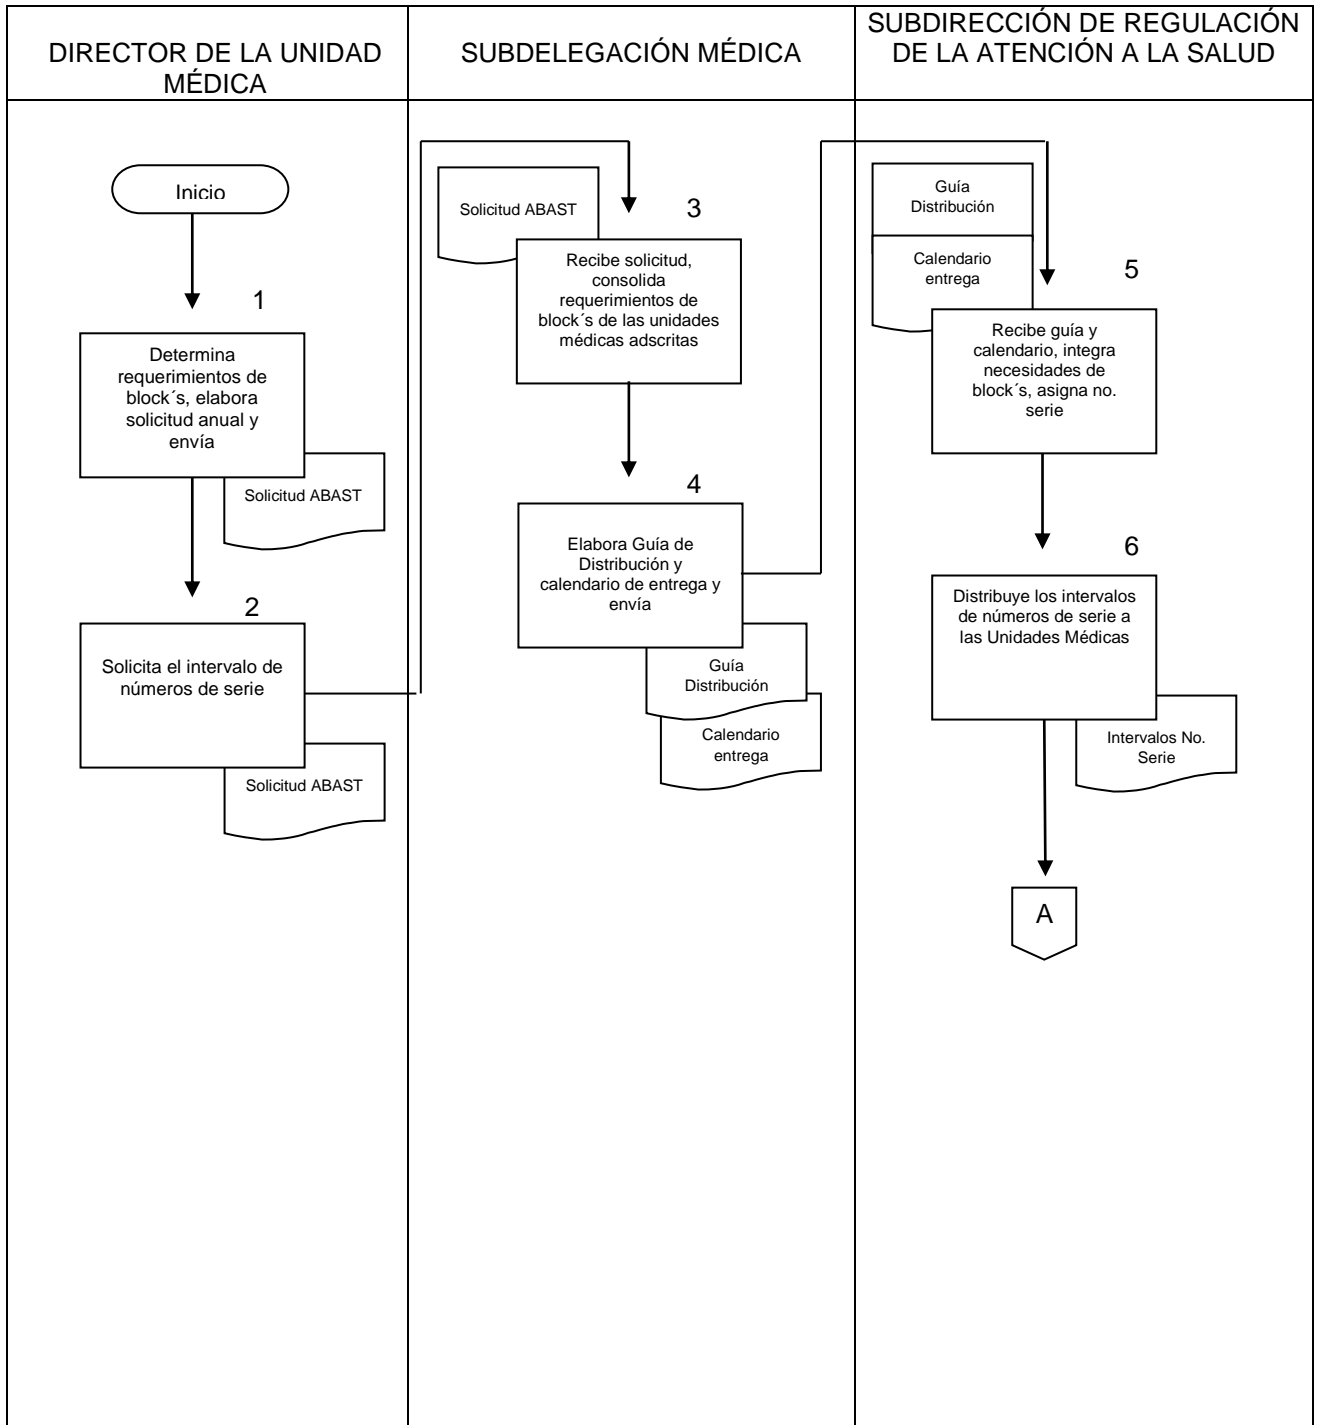 DIRECTOR DE LA UNIDAD
MÉDICA
SUBDELEGACIÓN MÉDICA
SUBDIRECCIÓN DE REGULACIÓN
DE LA ATENCIÓN A LA SALUD
Inicio
1
Determina
requerimientos de
block´s, elabora
solicitud anual y
envía
Solicitud ABAST
2
Solicita el intervalo de
números de serie
Solicitud ABAST
Solicitud ABAST
3
Recibe solicitud,
consolida
requerimientos de
block´s de las unidades
médicas adscritas
4
Elabora Guía de
Distribución y
calendario de entrega y
envía
Guía
Distribución
Calendario
entrega
Guía
Distribución
Calendario
entrega
5
Recibe guía y
calendario, integra
necesidades de
block´s, asigna no.
serie
6
Distribuye los intervalos
de números de serie a
las Unidades Médicas
Intervalos No.
Serie
A